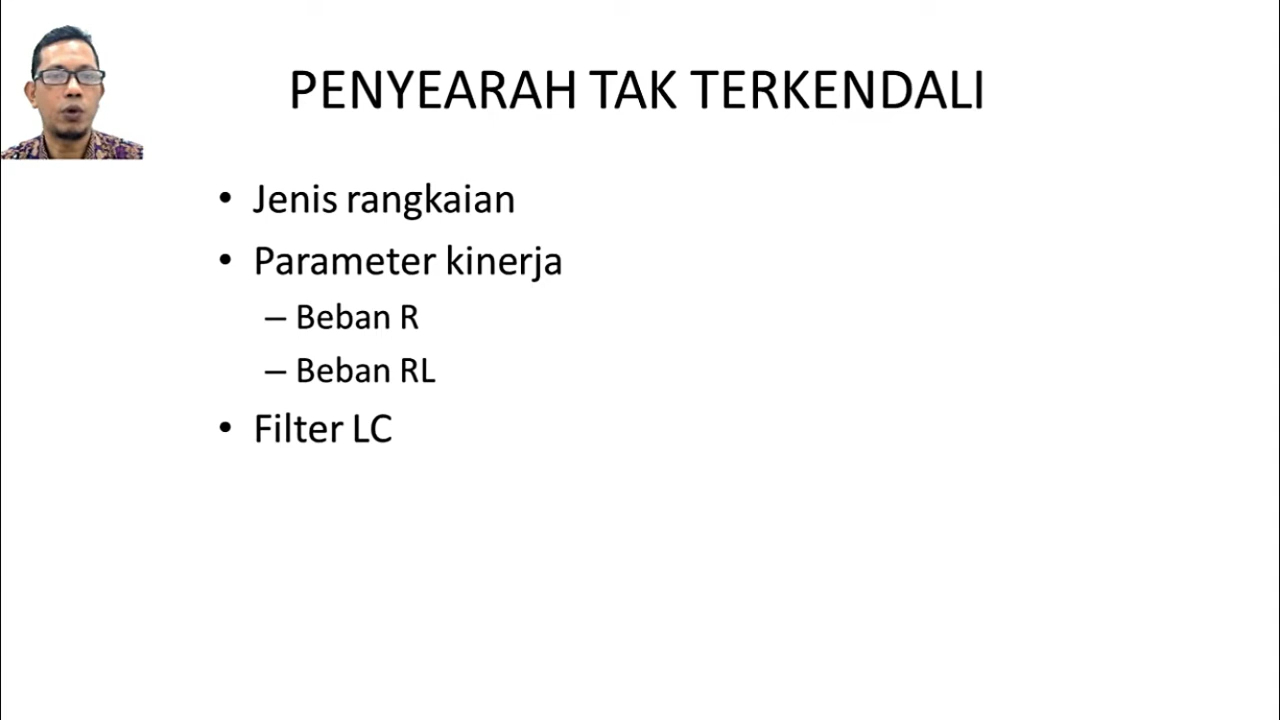 PENYEARAH TAK TERKENDALI
• Jenis rangkaian
• Parameter kinerja
– Beban R
– Beban RL
• Filter LC